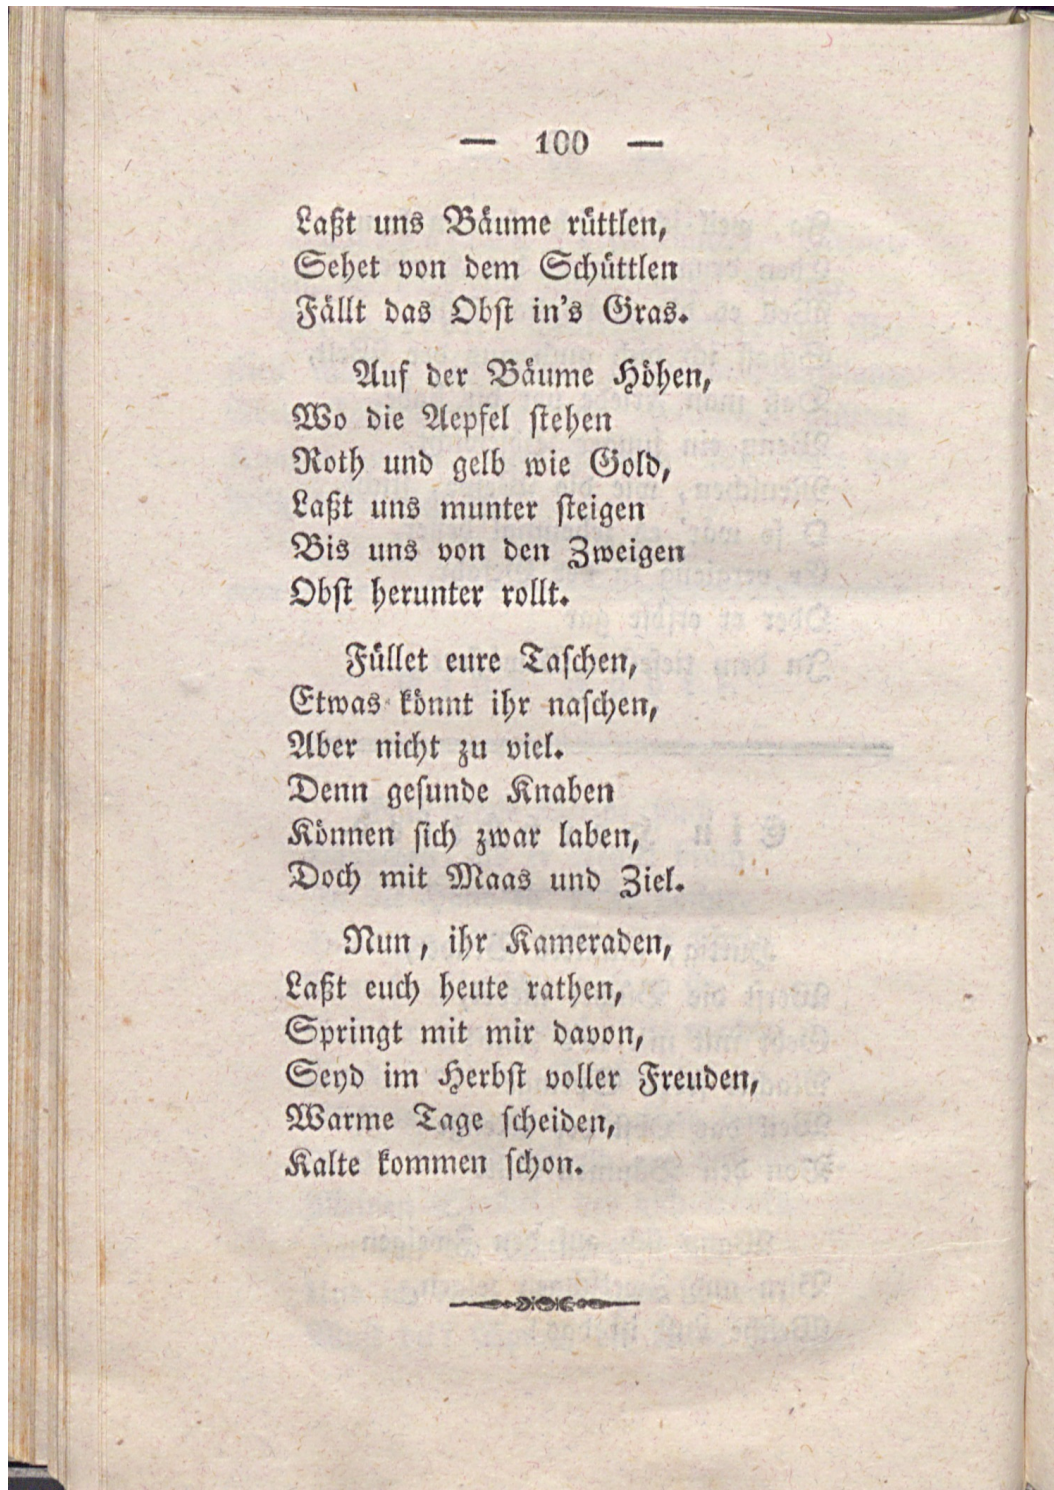 — 100 —
Laßt uns Bäume rüttlen,
Sehet von dem Schüttlen
Fällt das Obst in's Gras.
Auf der Bäume Höhen,
Wo die Aepfel stehen
Roth und gelb wie Gold,
Laßt uns munter steigen
Bis uns von den Zweigen
Obst herunter rollt.
Füllet eure Taschen,
Etwas könnt ihr naschen,
Aber nicht zu viel.
Denn gesunde Knaben
Können sich zwar laben,
Doch mit Maas und Ziel.
Nun, ihr Kameraden,
Laßt euch heute rathen,
Springt mit mir davon,
Seyd im Herbst voller Freuden,
Warme Tage scheiden,
Kalte kommen schon.